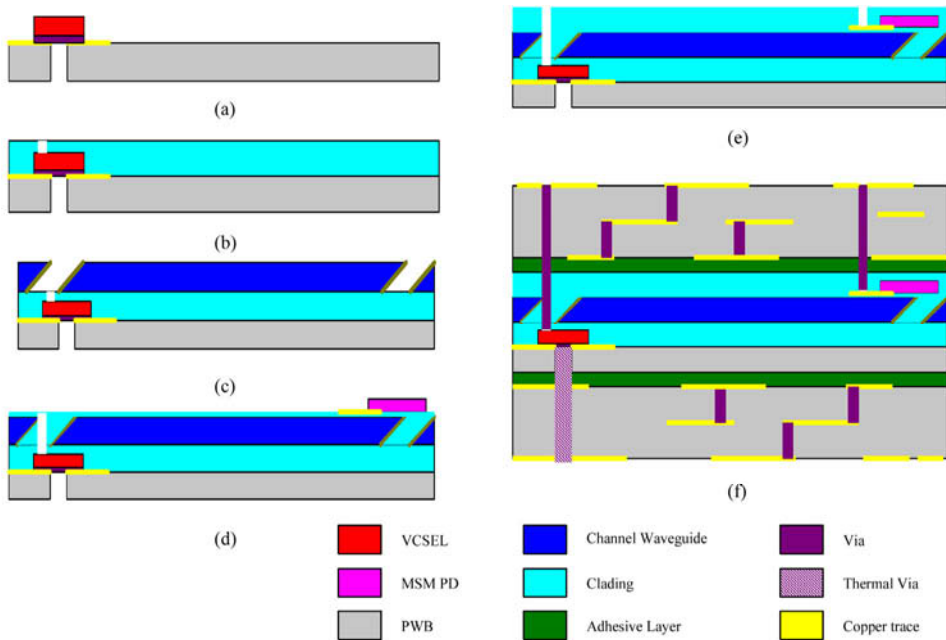 (a)
(b)
(c)
(d)
(e)
(f)
VCSEL
MSM PD
PWB
Channel Waveguide
Clading
Adhesive Layer
Via
Thermal Via
Copper trace